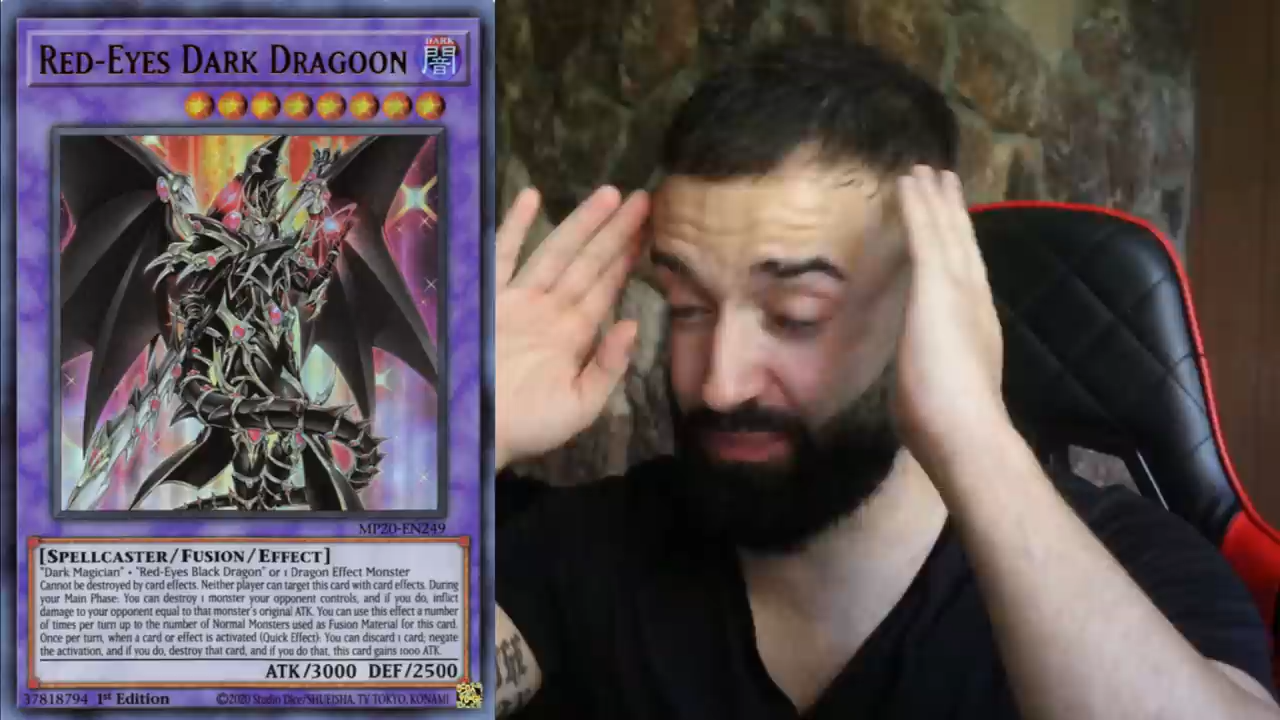 RED-EYES DARK DRAGOON
DARK
闇
MP20-EN249
[SPELLCASTER/FUSION/EFFECT]
"Dark Magician" + "Red-Eyes Black Dragon" or 1 Dragon Effect Monster
Cannot be destroyed by card effects. Neither player can target this card with card effects. During
your Main Phase: You can destroy 1 monster your opponent controls, and if you do, inflict
damage to your opponent equal to that monster's original ATK. You can use this effect a number
of times per turn up to the number of Normal Monsters used as Fusion Material for this card.
Once per turn, when a card or effect is activated (Quick Effect): You can discard 1 card; negate
the activation, and if you do, destroy that card, and if you do that, this card gains 1000 ATK.
ATK/3000 DEF/2500
37818794 1st Edition ©2020 Studio Dice/SHUEISHA, TV TOKYO, KONAMI